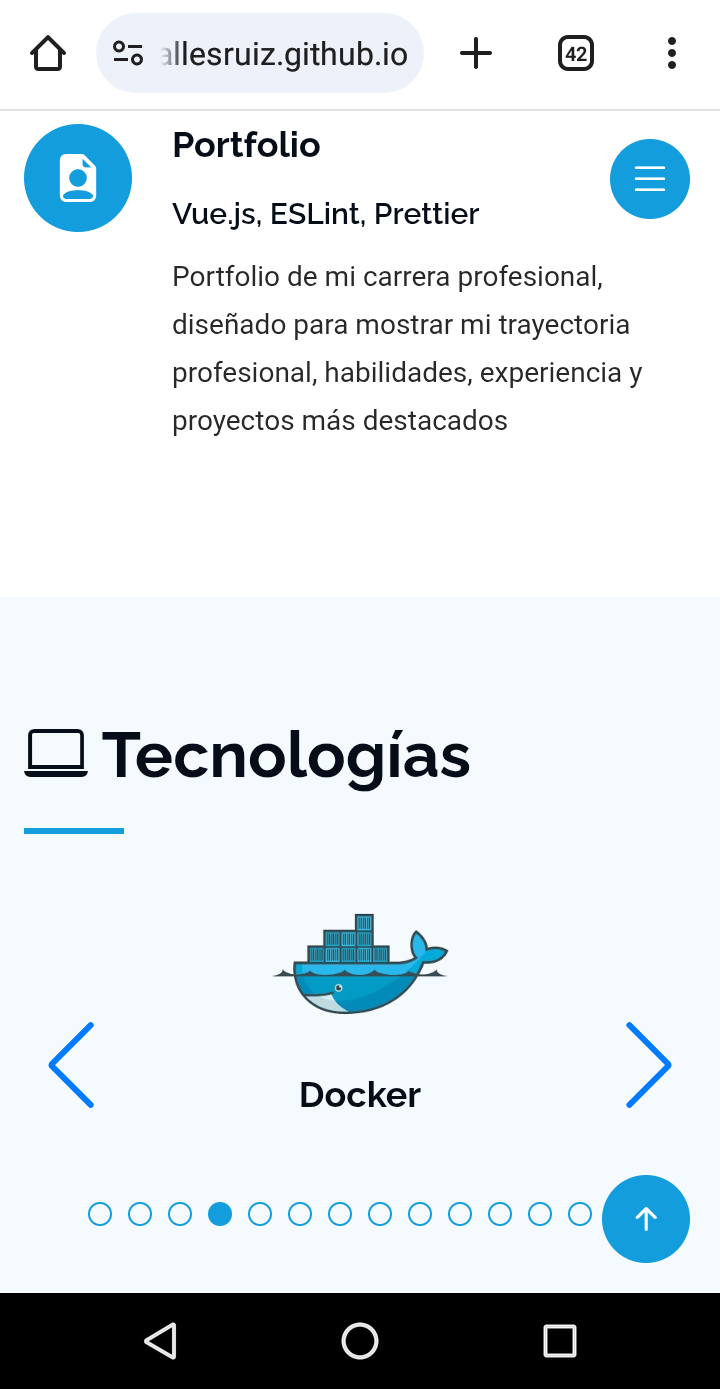 allesruiz.github.io
42
Portfolio
Vue.js, ESLint, Prettier
Portfolio de mi carrera profesional,
diseñado para mostrar mi trayectoria
profesional, habilidades, experiencia y
proyectos más destacados
Tecnologías
Docker